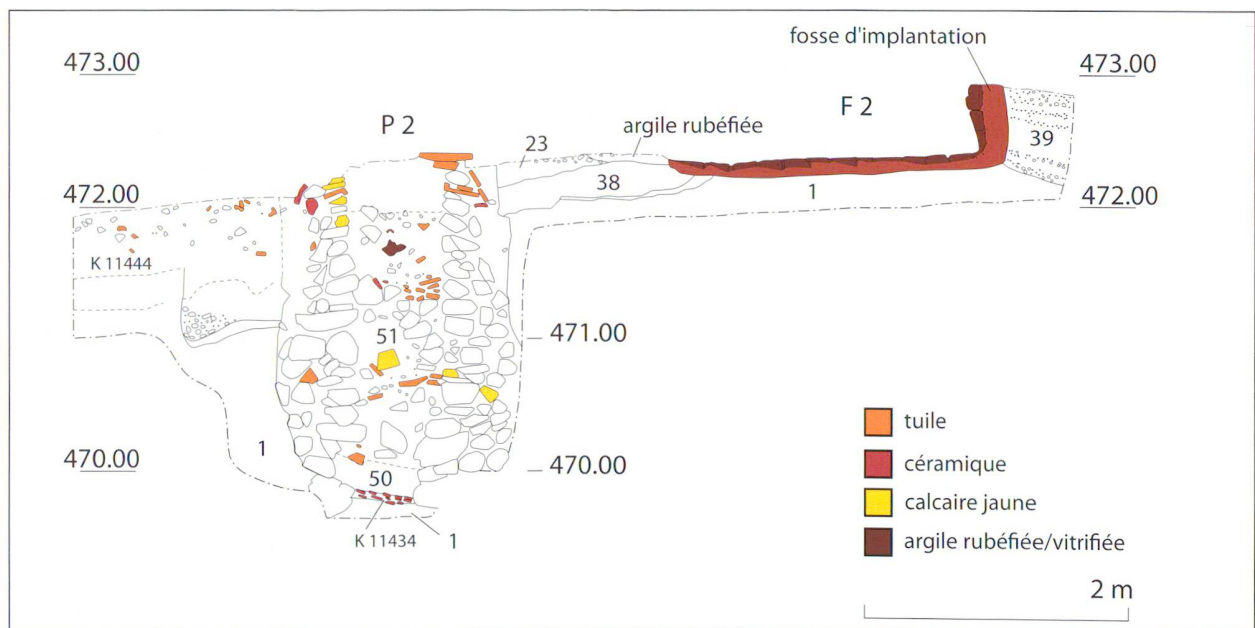 fosse d'implantation
473.00
473.00
P 2
F 2
argile rubéfiée
23
39
38
472.00
1
472.00
K 11444
51
471.00
tuile
1
470.00
470.00
céramique
50
calcaire jaune
K 11434
1
argile rubéfiée/vitrifiée
2 m